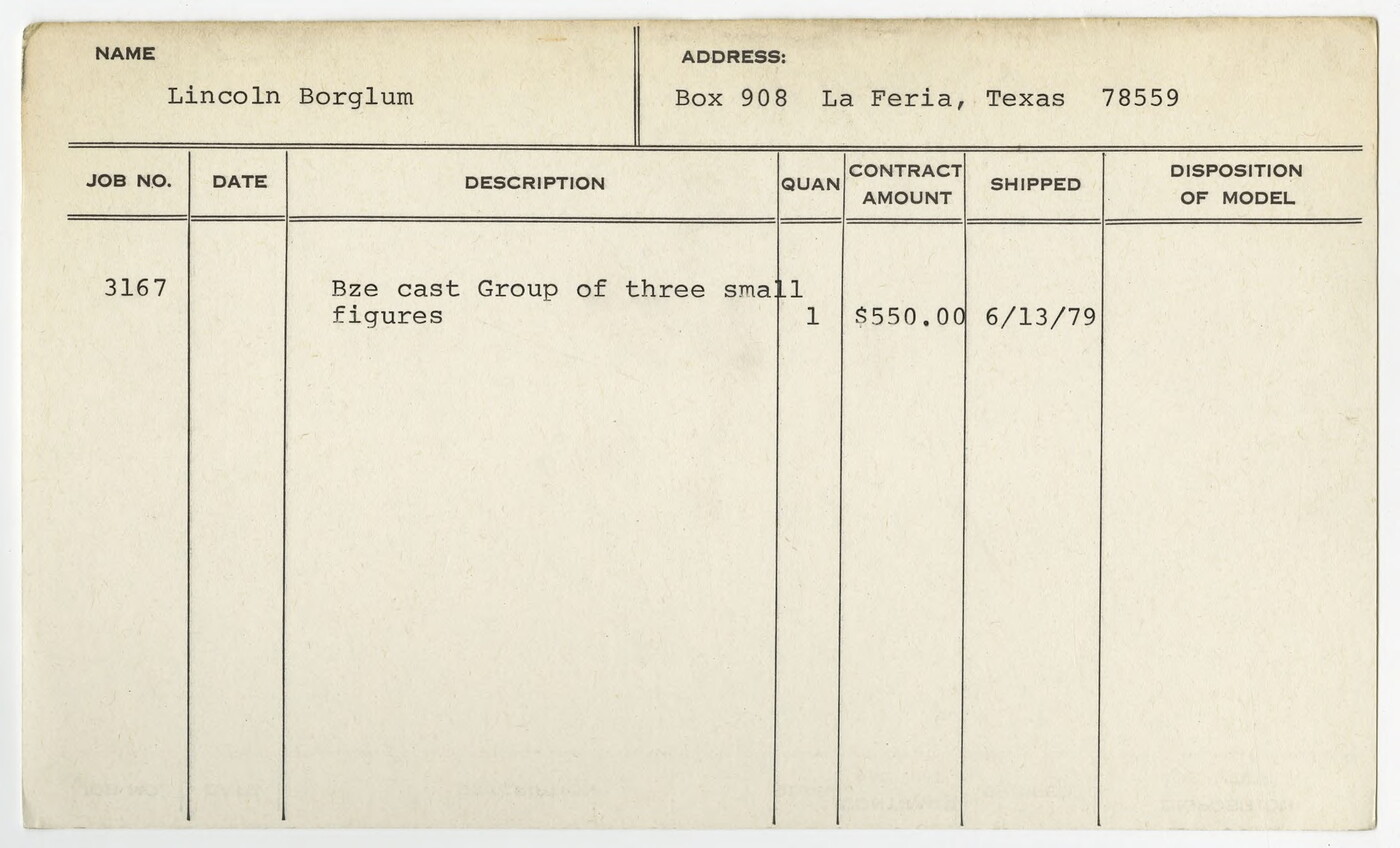 NAME
Lincoln Borglum
ADDRESS:
Box 908 La Feria, Texas 78559
JOB NO. DATE DESCRIPTION QUAN CONTRACT AMOUNT SHIPPED DISPOSITION OF MODEL
3167 Bze cast Group of three small
figures 1 $550.00 6/13/79